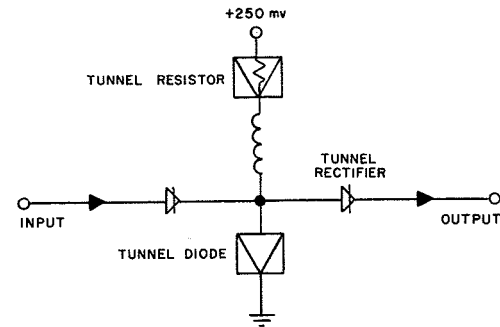 +250 mv
TUNNEL RESISTOR
TUNNEL
RECTIFIER
INPUT
OUTPUT
TUNNEL DIODE